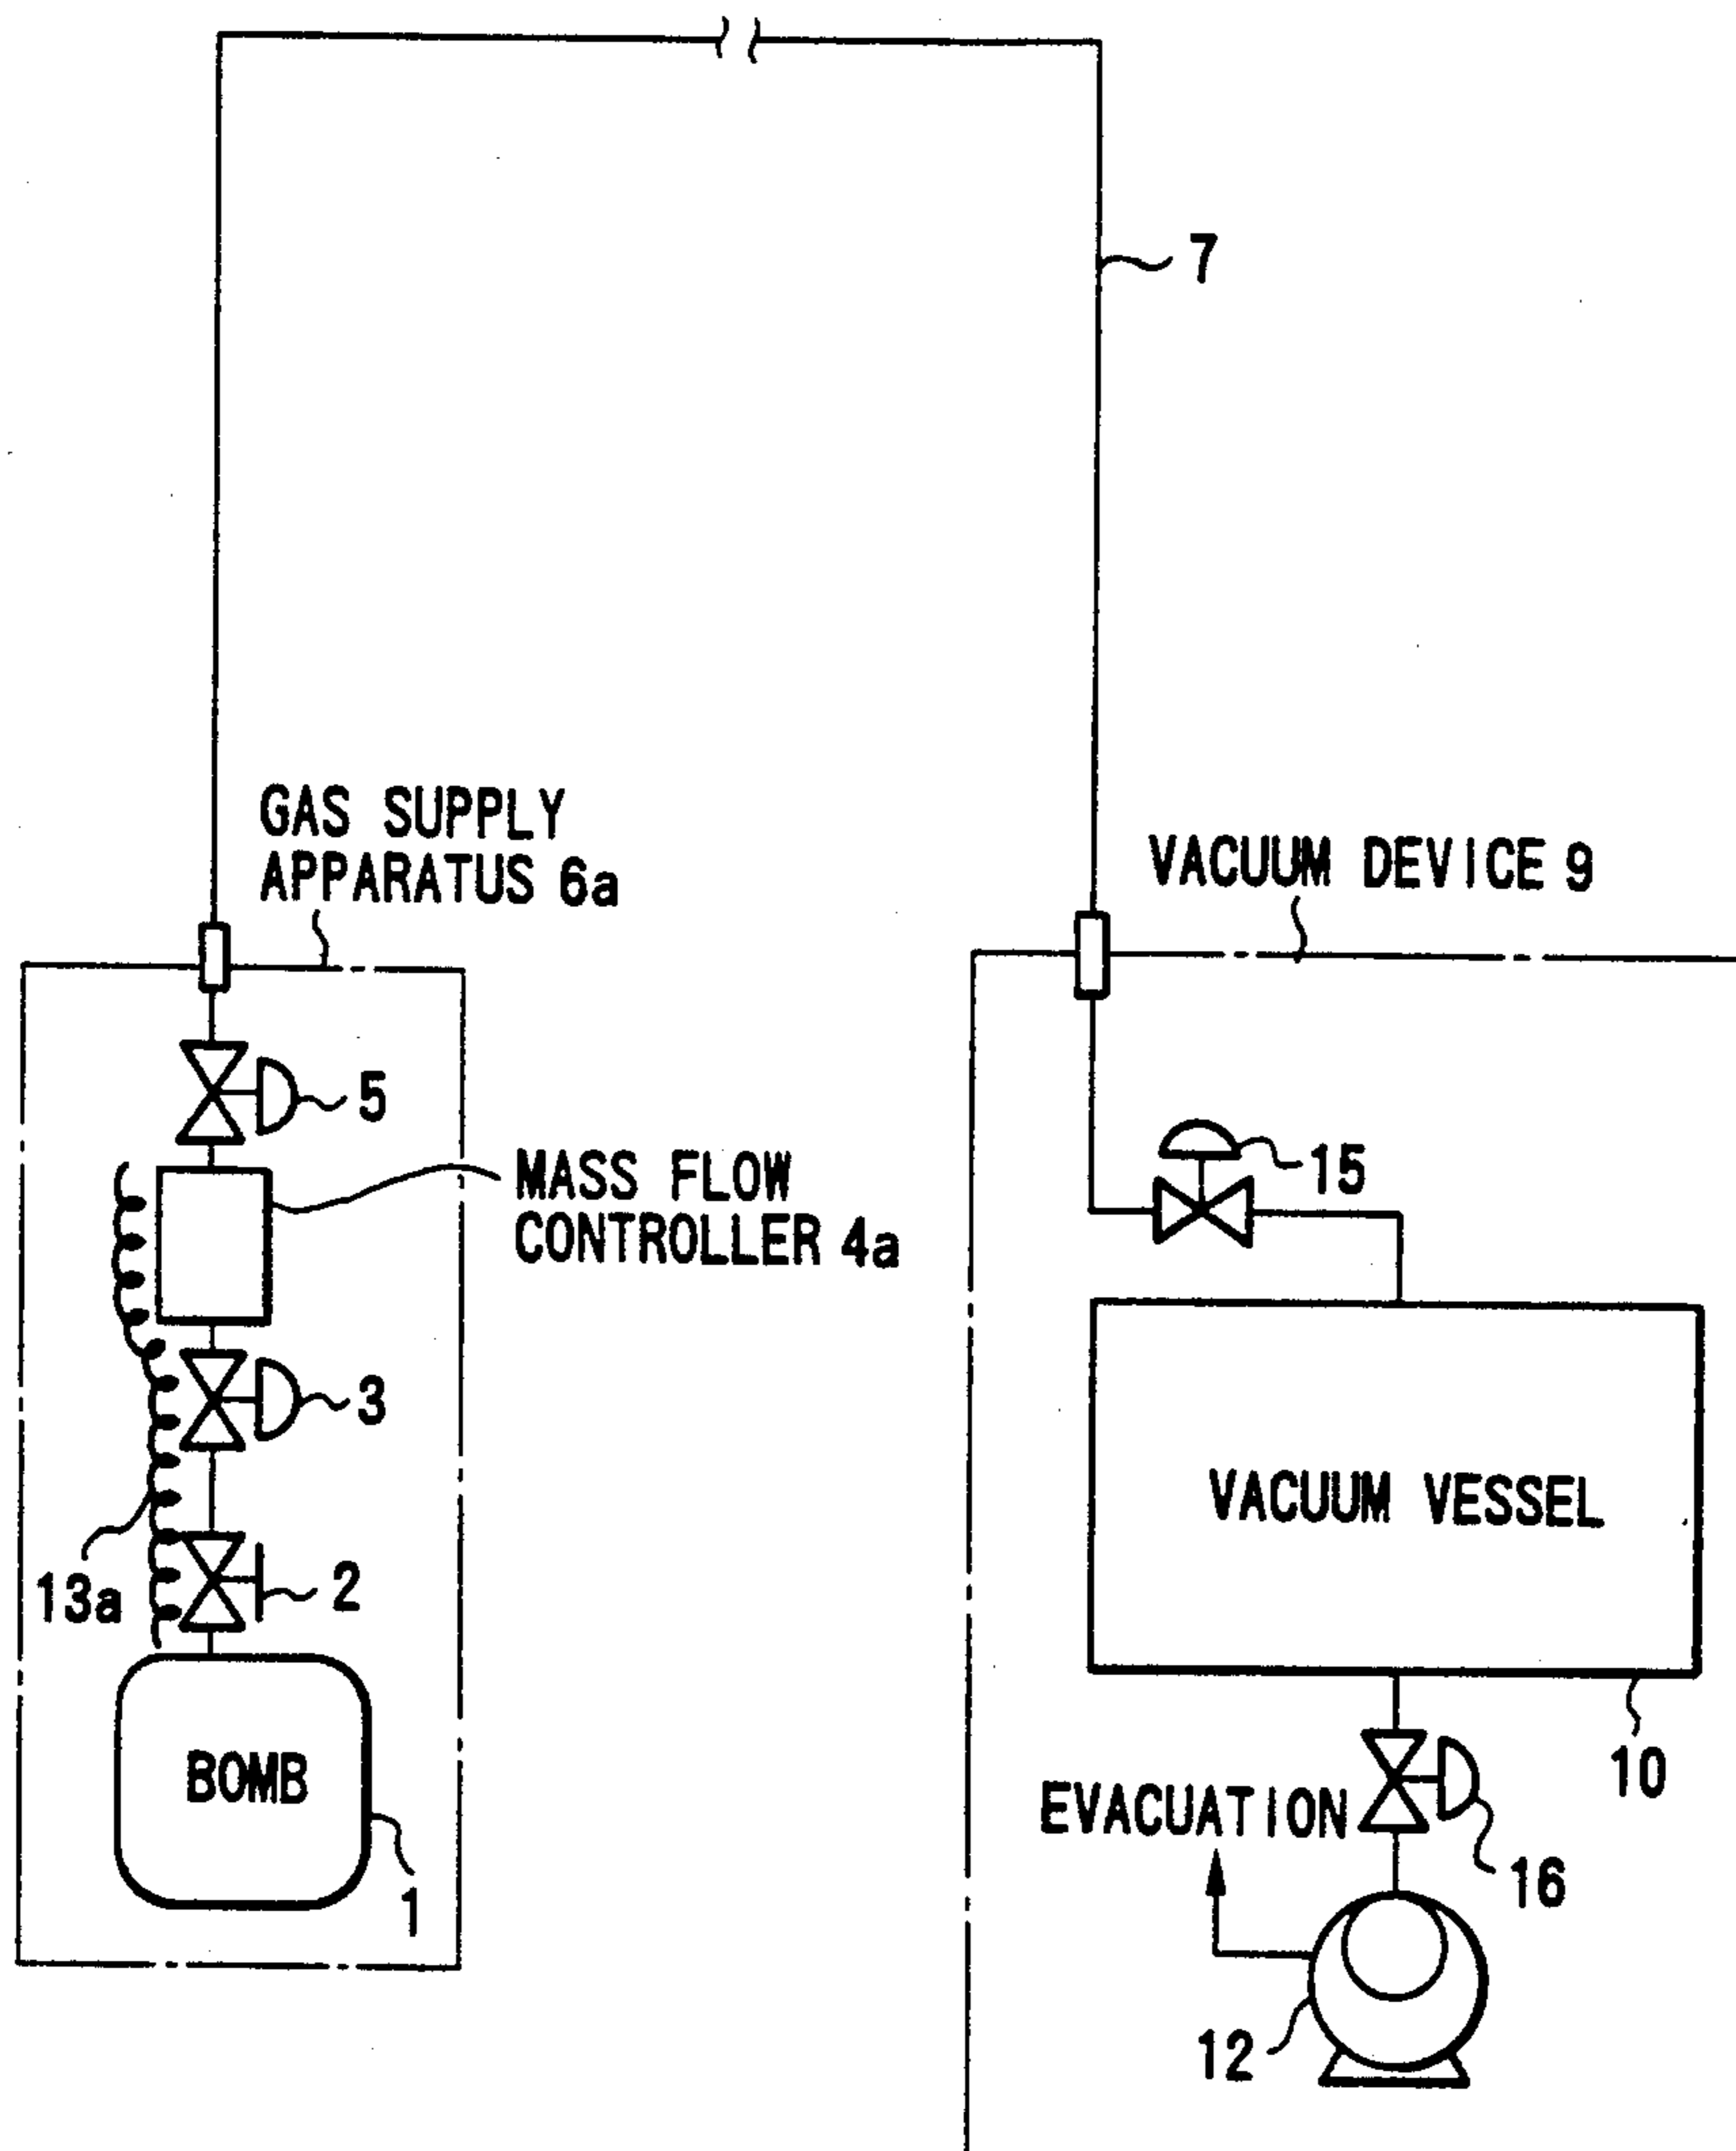 7
GAS SUPPLY
APPARATUS 6a
VACUUM DEVICE 9
5
15
MASS FLOW
CONTROLLER 4a
3
VACUUM VESSEL
13a
2
BOMB
10
EVACUATION
16
1
12